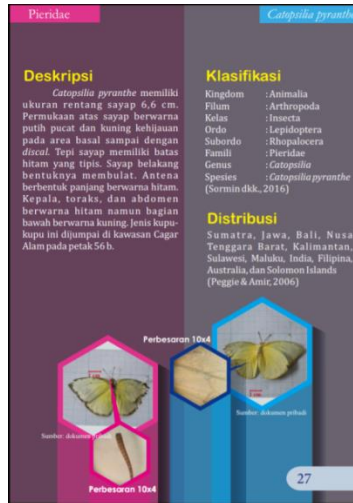 Pieridae
Catopsilia pyranthe
Deskripsi
Catopsilia pyranthe memiliki
ukuran rentang sayap 6,6 cm.
Permukaan atas sayap berwarna
putih pucat dan kuning kehijauan
pada area basal sampai dengan
discal. Tepi sayap memiliki batas
hitam yang tipis. Sayap belakang
bentuknya membulat. Antena
berbentuk panjang berwarna hitam.
Kepala, toraks, dan abdomen
berwarna hitam namun bagian
bawah berwarna kuning. Jenis kupu-
kupu ini dijumpai di kawasan Cagar
Alam pada petak 56 b.
Klasifikasi
Kingdom : Animalia
Filum : Arthropoda
Kelas : Insecta
Ordo : Lepidoptera
Subordo : Rhopalocera
Famili : Pieridae
Genus : Catopsilia
Spesies : Catopsilia pyranthe
(Sormin dkk., 2016)
Distribusi
Sumatra, Jawa, Bali, Nusa
Tenggara Barat, Kalimantan,
Sulawesi, Maluku, India, Filipina,
Australia, dan Solomon Islands
(Peggie & Amir, 2006)
Perbesaran 10x4
Sumber: dokumen pribadi
Sumber: dokumen
Perbesaran 10x4
27